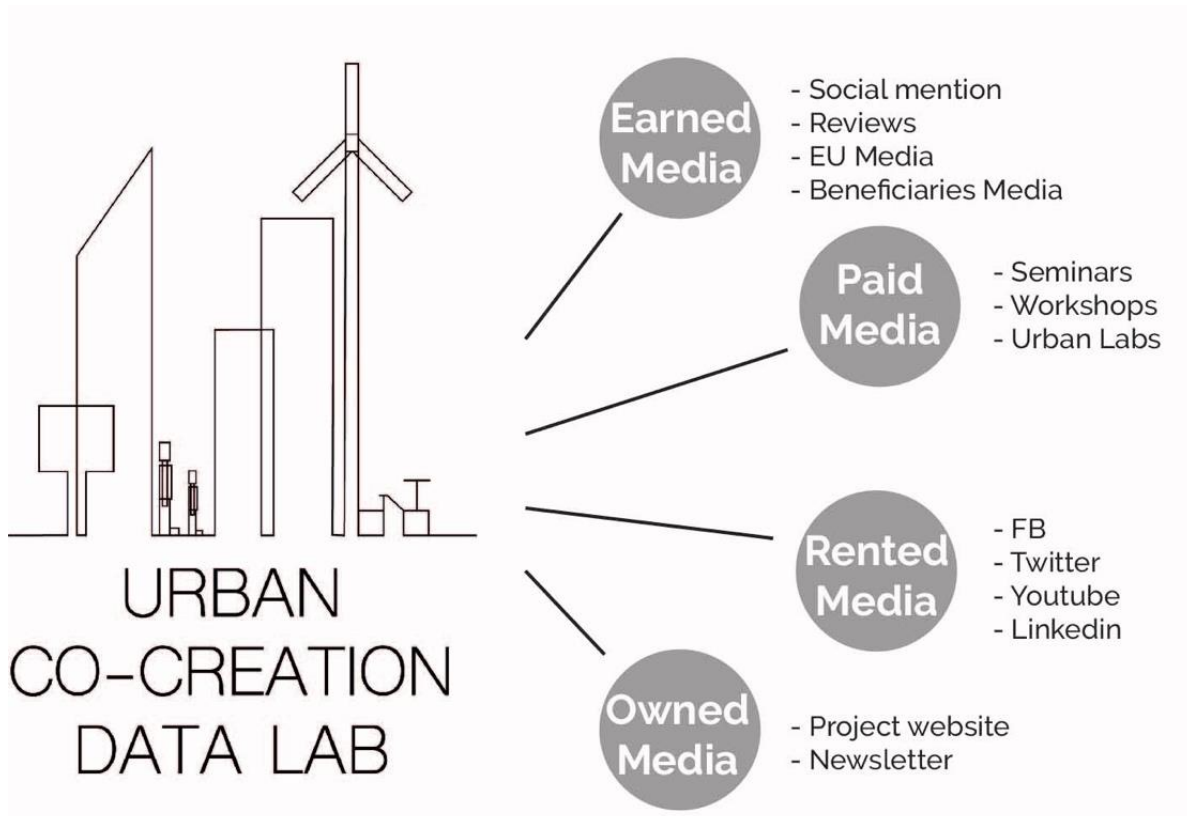 URBAN
CO-CREATION
DATA LAB
Earned
Media
- Social mention
- Reviews
- EU Media
- Beneficiaries Media
Paid
Media
- Seminars
- Workshops
- Urban Labs
Rented
Media
- FB
- Twitter
- Youtube
- Linkedin
Owned
Media
- Project website
- Newsletter